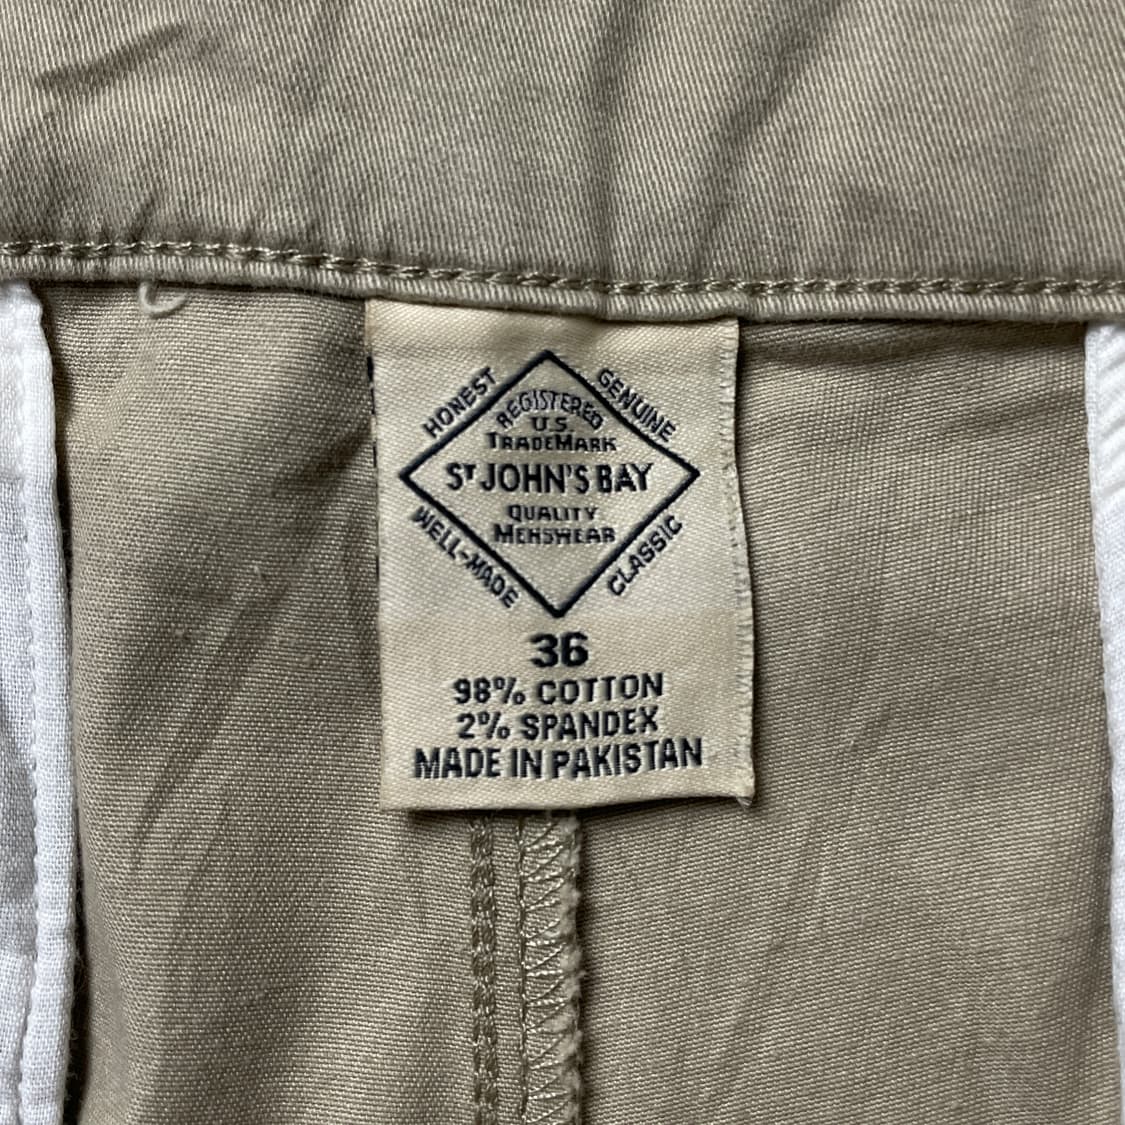 HONEST
GENUINE
REGISTERED
U.S.
TRADEMARK
ST JOHN'S BAY
QUALITY
MENSWEAR
WELL-MADE
CLASSIC
36
98% COTTON
2% SPANDEX
MADE IN PAKISTAN